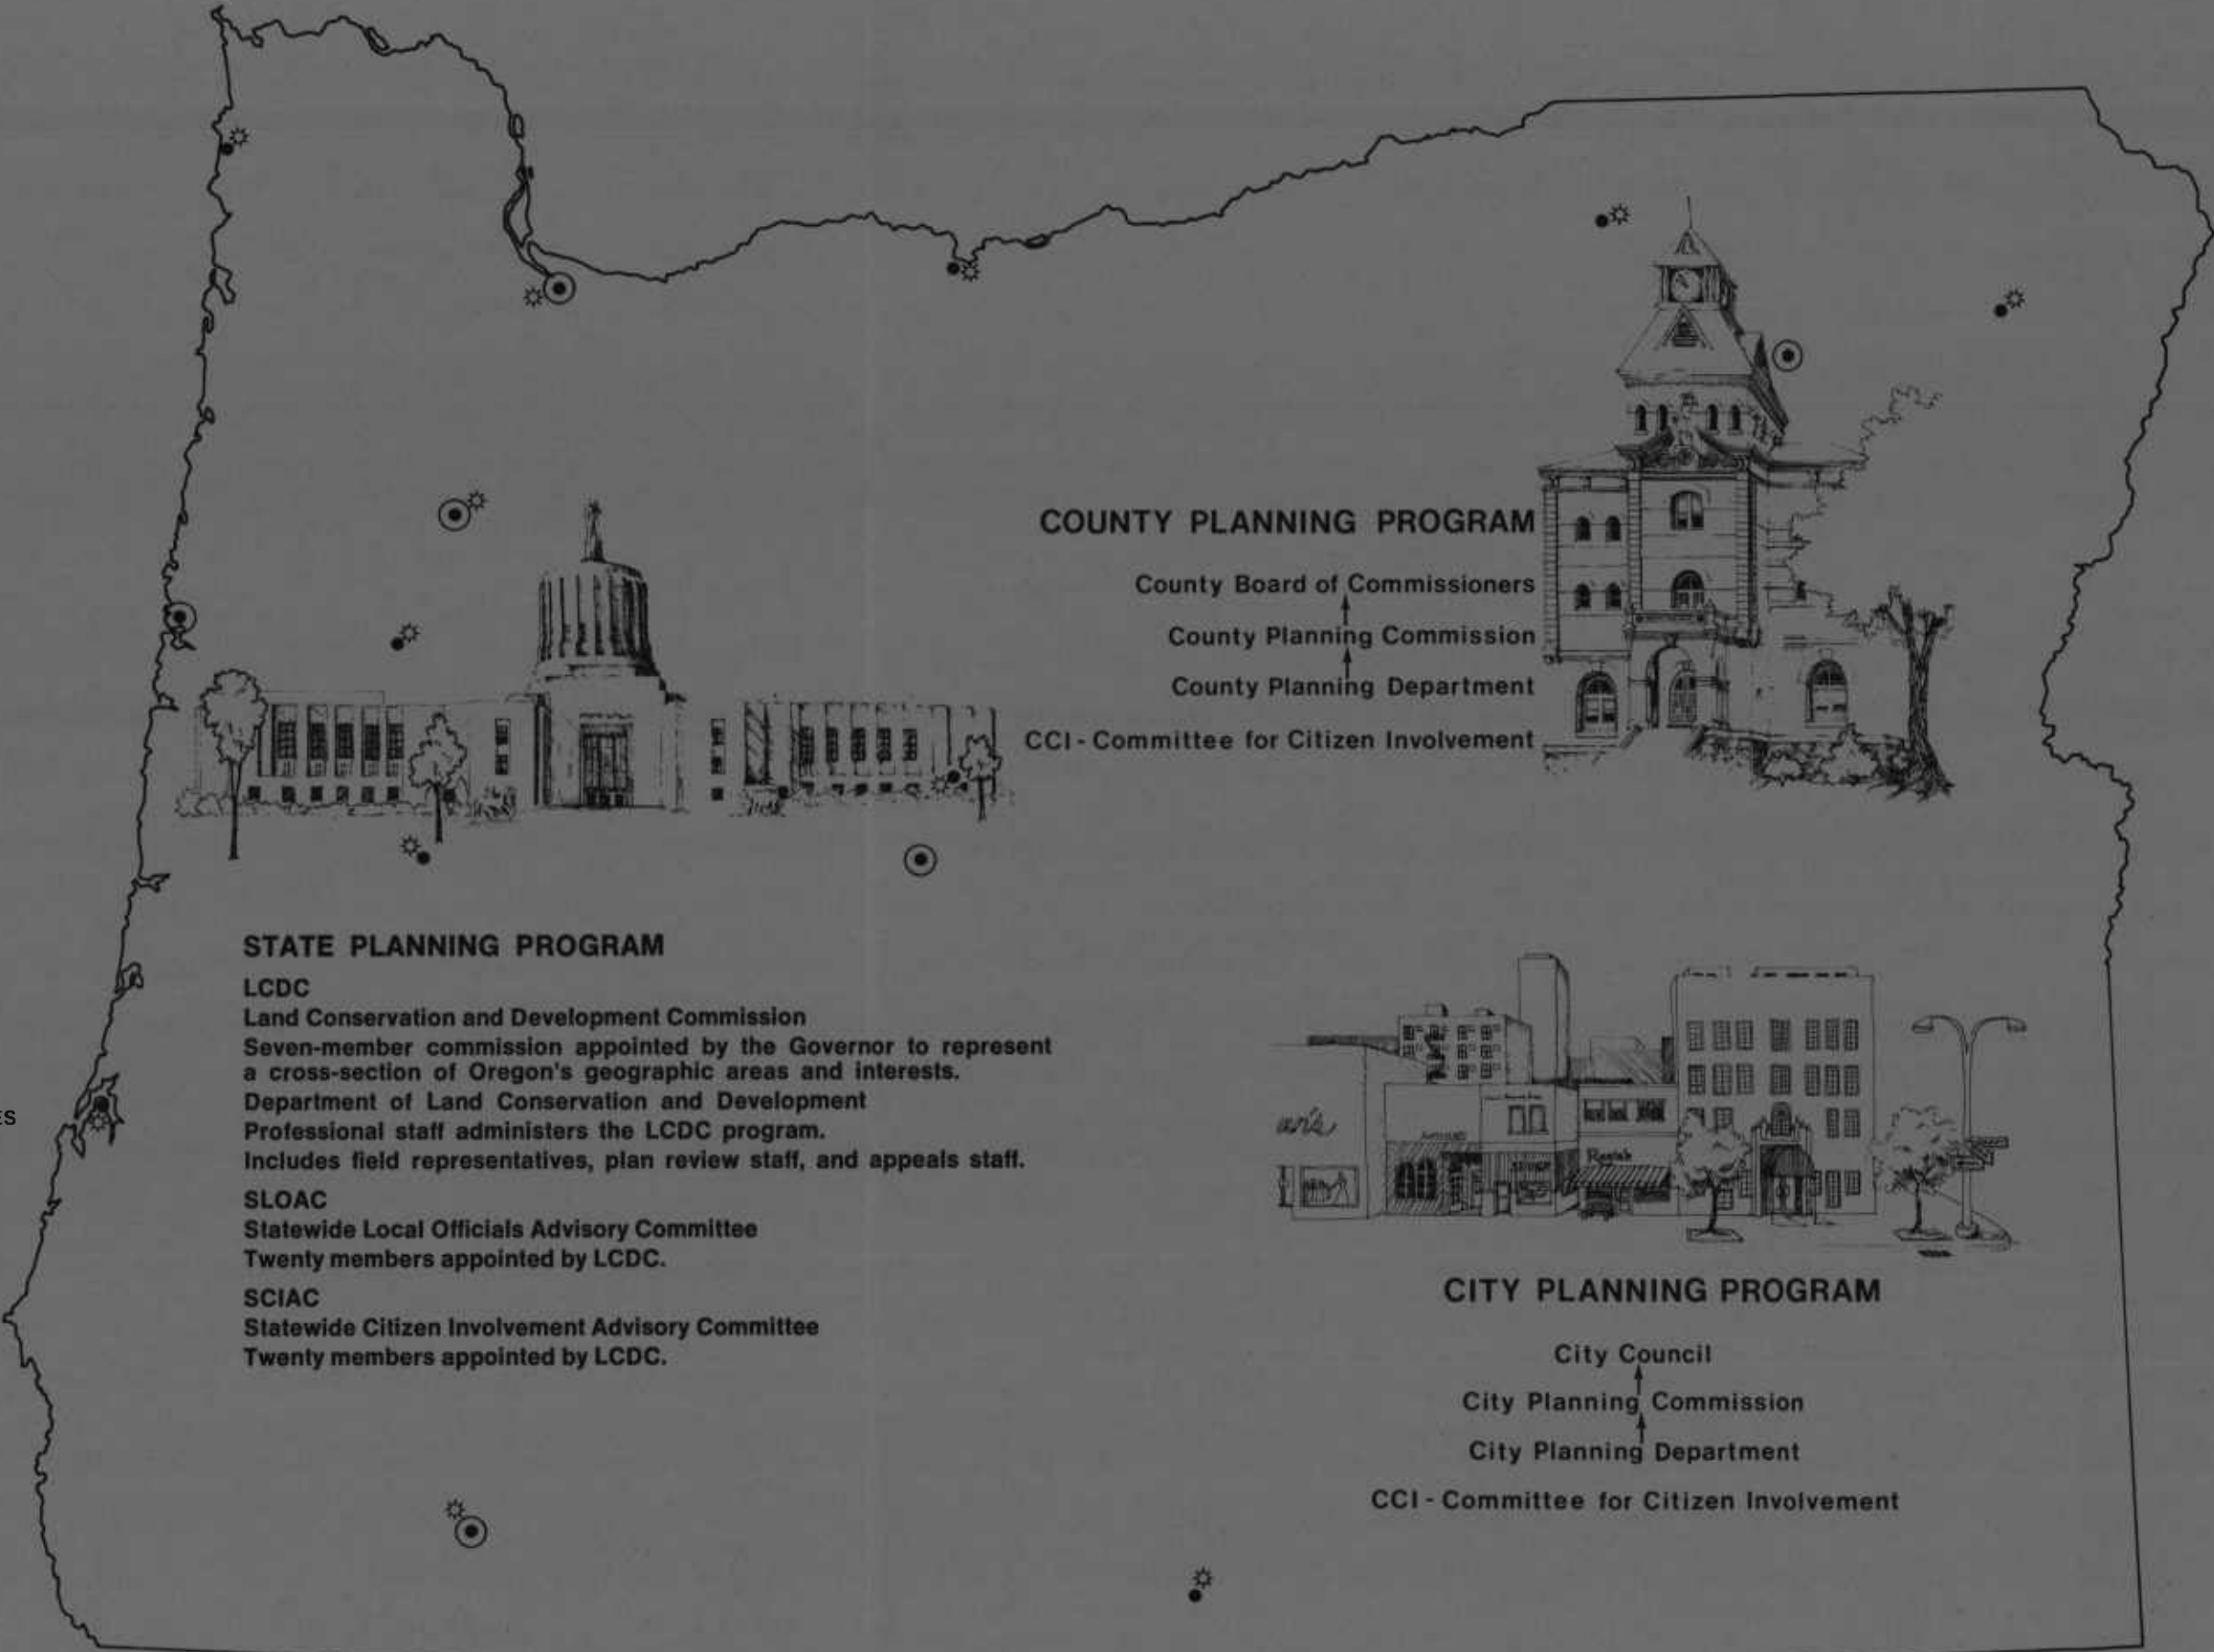 COUNTY PLANNING PROGRAM
County Board of Commissioners
County Planning Commission
County Planning Department
CCI - Committee for Citizen Involvement
STATE PLANNING PROGRAM
LCDC
Land Conservation and Development Commission
Seven-member commission appointed by the Governor to represent
a cross-section of Oregon's geographic areas and interests.
Department of Land Conservation and Development
Professional staff administers the LCDC program.
Includes field representatives, plan review staff, and appeals staff.
SLOAC
Statewide Local Officials Advisory Committee
Twenty members appointed by LCDC.
SCIAC
Statewide Citizen Involvement Advisory Committee
Twenty members appointed by LCDC.
ES
CITY PLANNING PROGRAM
City Council
City Planning Commission
City Planning Department
CCI - Committee for Citizen Involvement